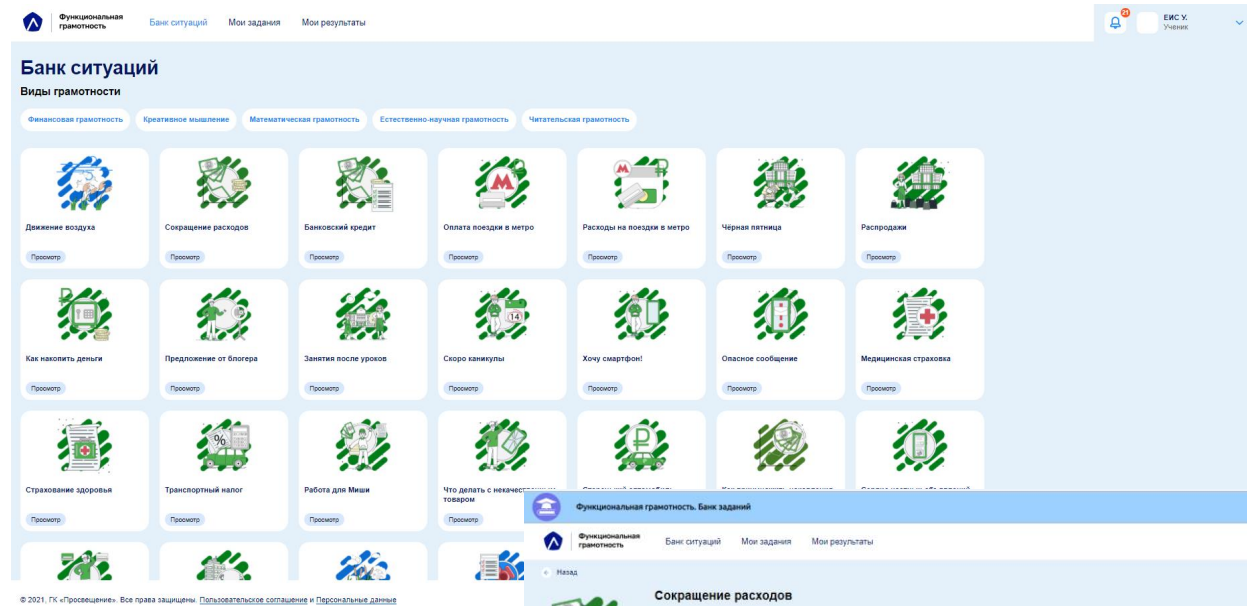 Функциональная
грамотность
Банк ситуаций Мои задания Мои результаты
21
ЕИС У.
Ученик
Банк ситуаций
Виды грамотности
Финансовая грамотность Креативное мышление Математическая грамотность Естественно-научная грамотность Читательская грамотность
Движение воздуха Сокращение расходов Банковский кредит Оплата поездки в метро Расходы на поездки в метро Чёрная пятница Распродажи
Просмотр Просмотр Просмотр Просмотр Просмотр Просмотр Просмотр
14
Как накопить деньги Предложение от блогера Занятия после уроков Скоро каникулы Хочу смартфон! Опасное сообщение Медицинская страховка
Просмотр Просмотр Просмотр Просмотр Просмотр Просмотр Просмотр
%
Страхование здоровья Транспортный налог Работа для Миши Что делать с некачественным
товаром
Просмотр Просмотр Просмотр Просмотр
Функциональная грамотность. Банк заданий
Функциональная
грамотность
Банк ситуаций Мои задания Мои результаты
Назад
Сокращение расходов
© 2021, ГК «Просвещение». Все права защищены. Пользовательское соглашение и Персональные данные